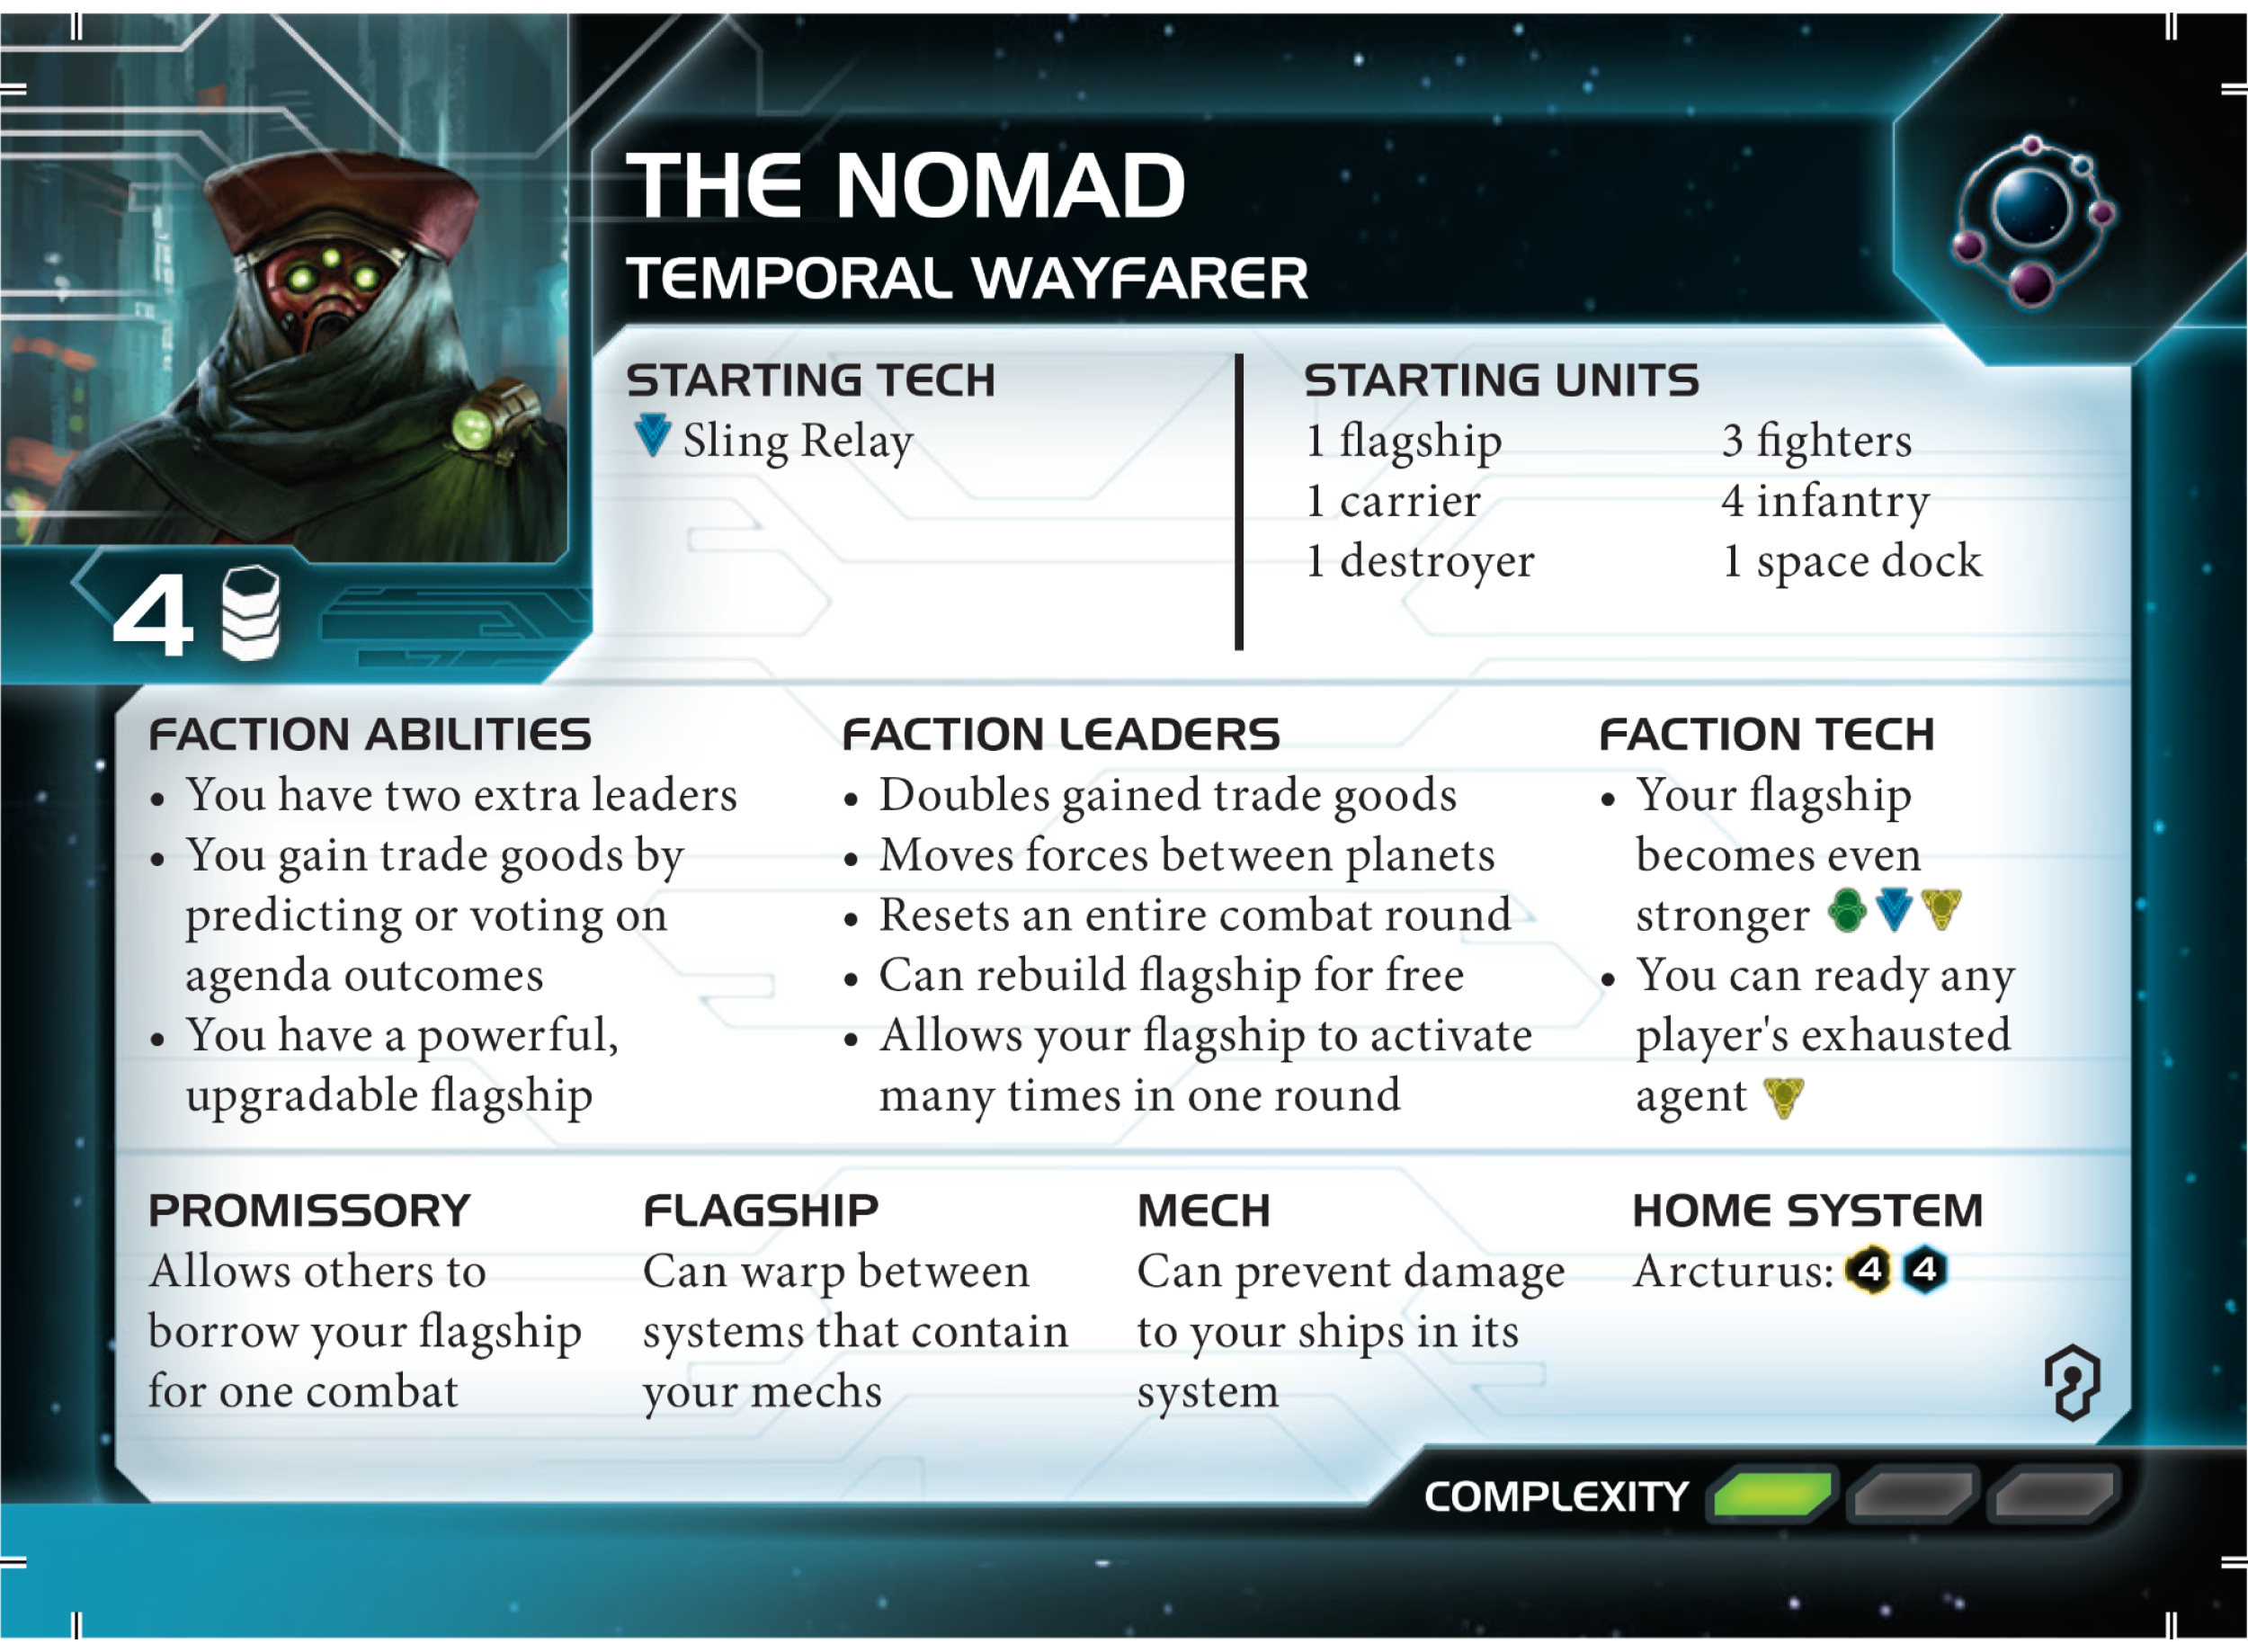 THE NOMAD
TEMPORAL WAYFARER
STARTING TECH
Sling Relay
STARTING UNITS
1 flagship
1 carrier
1 destroyer
3 fighters
4 infantry
1 space dock
4
FACTION ABILITIES
• You have two extra leaders
• You gain trade goods by
predicting or voting on
agenda outcomes
• You have a powerful,
upgradable flagship
FACTION LEADERS
• Doubles gained trade goods
• Moves forces between planets
• Resets an entire combat round
• Can rebuild flagship for free
• Allows your flagship to activate
many times in one round
FACTION TECH
• Your flagship
becomes even
stronger
• You can ready any
player's exhausted
agent
PROMISSORY
Allows others to
borrow your flagship
for one combat
FLAGSHIP
Can warp between
systems that contain
your mechs
MECH
Can prevent damage
to your ships in its
system
HOME SYSTEM
Arcturus: 4 4
COMPLEXITY